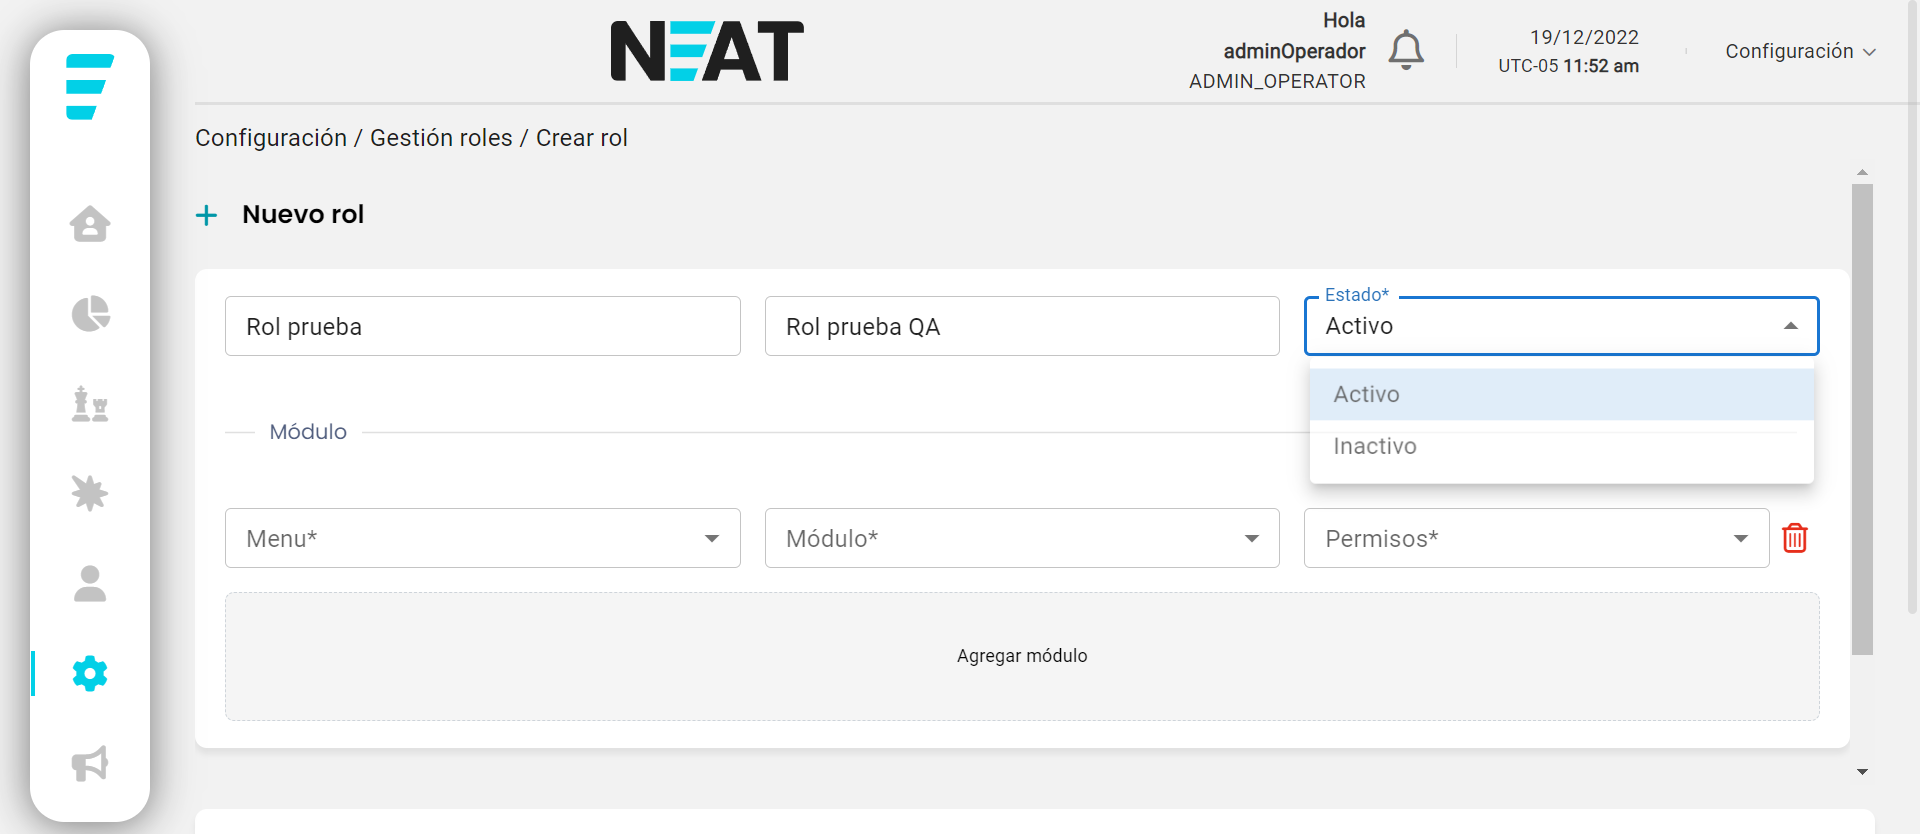 NEAT
Hola
adminOperador
ADMIN_OPERATOR
19/12/2022
UTC-05 11:52 am
Configuración
Configuración / Gestión roles / Crear rol
Nuevo rol
Rol prueba
Rol prueba QA
Estado*
Activo
Activo
Inactivo
Módulo
Menu*
Módulo*
Permisos*
Agregar módulo